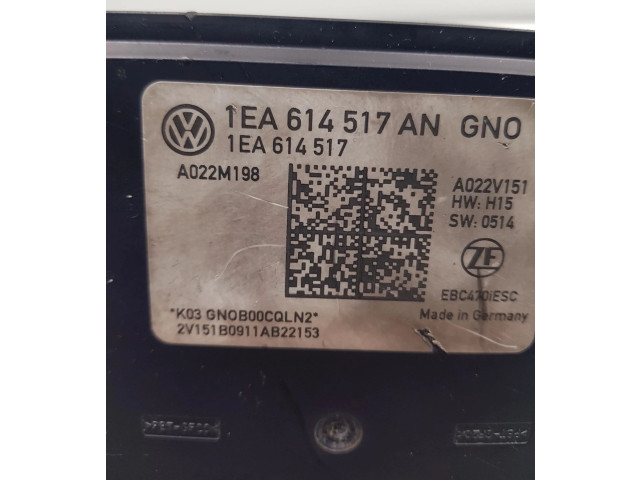 1EA 614 517 AN GNO
1EA 614 517
A022M198
A022V151
HW: H15
SW: 0514
ZF
EBC470iESC
*K03 GNOB00CQLN2*
2V151B0911AB22153
Made in Germany